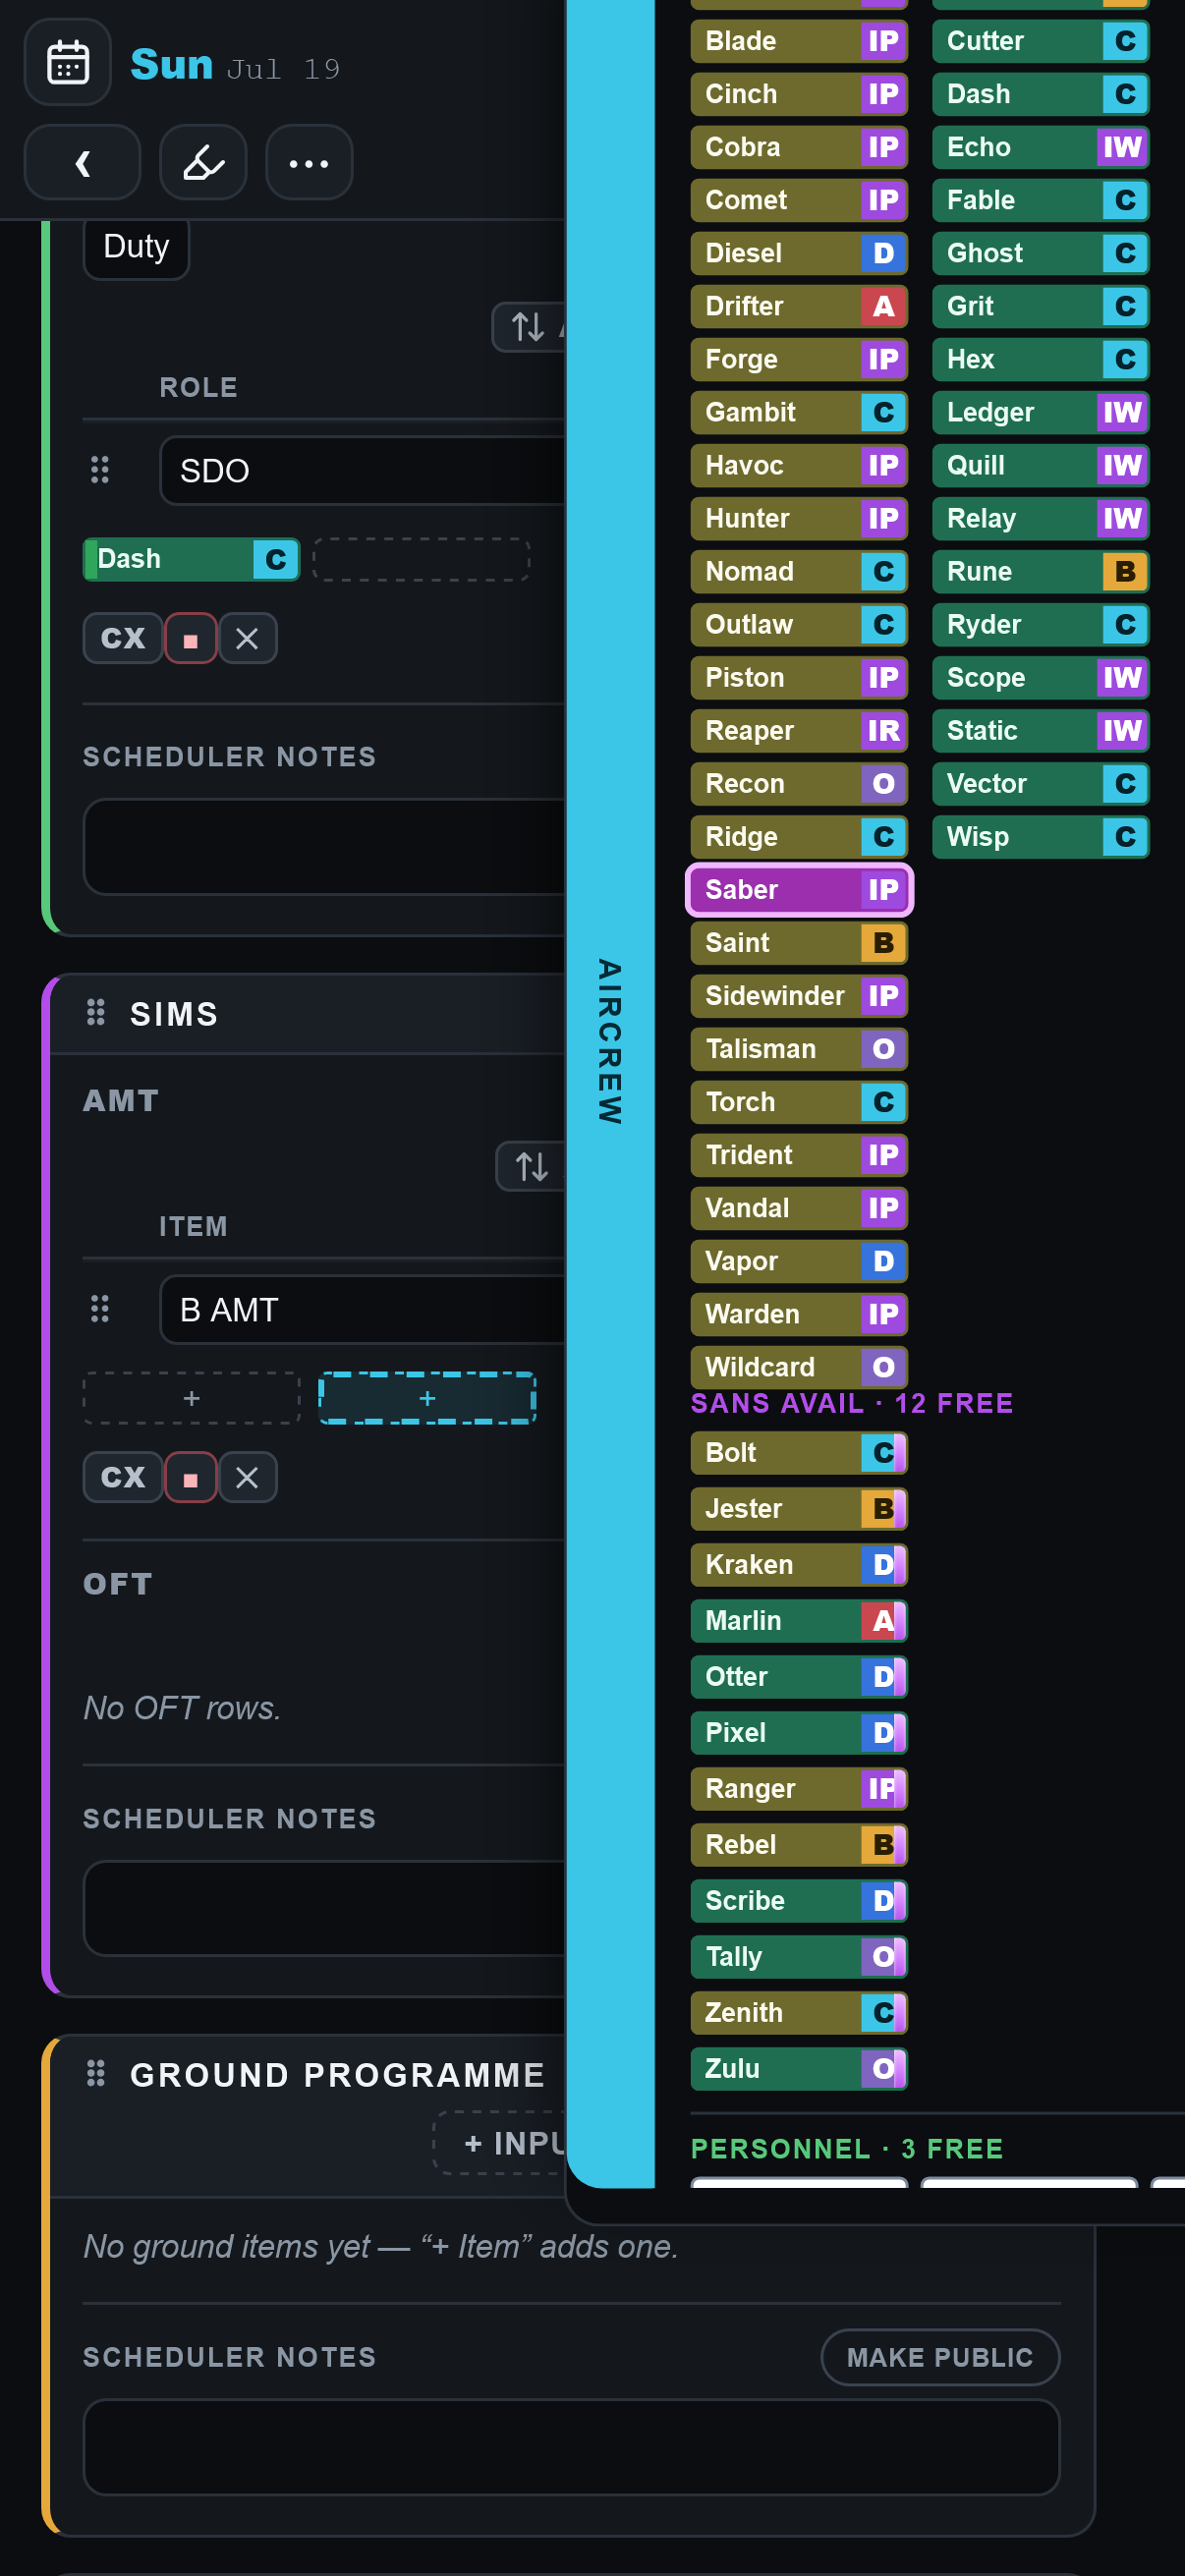 Sun Jul 19
Duty
ROLE
SDO
Dash C
CX
SCHEDULER NOTES
SIMS
AMT
ITEM
B AMT
+ +
CX
OFT
No OFT rows.
SCHEDULER NOTES
GROUND PROGRAMME
+ INPU
No ground items yet — “+ Item” adds one.
SCHEDULER NOTES
MAKE PUBLIC
AIRCREW
Blade IP
Cinch IP
Cobra IP
Comet IP
Diesel D
Drifter A
Forge IP
Gambit C
Havoc IP
Hunter IP
Nomad C
Outlaw C
Piston IP
Reaper IR
Recon O
Ridge C
Saber IP
Saint B
Sidewinder IP
Talisman O
Torch C
Trident IP
Vandal IP
Vapor D
Warden IP
Wildcard O
Cutter C
Dash C
Echo IW
Fable C
Ghost C
Grit C
Hex C
Ledger IW
Quill IW
Relay IW
Rune B
Ryder C
Scope IW
Static IW
Vector C
Wisp C
SANS AVAIL · 12 FREE
Bolt C
Jester B
Kraken D
Marlin A
Otter D
Pixel D
Ranger IP
Rebel B
Scribe D
Tally O
Zenith C
Zulu O
PERSONNEL · 3 FREE